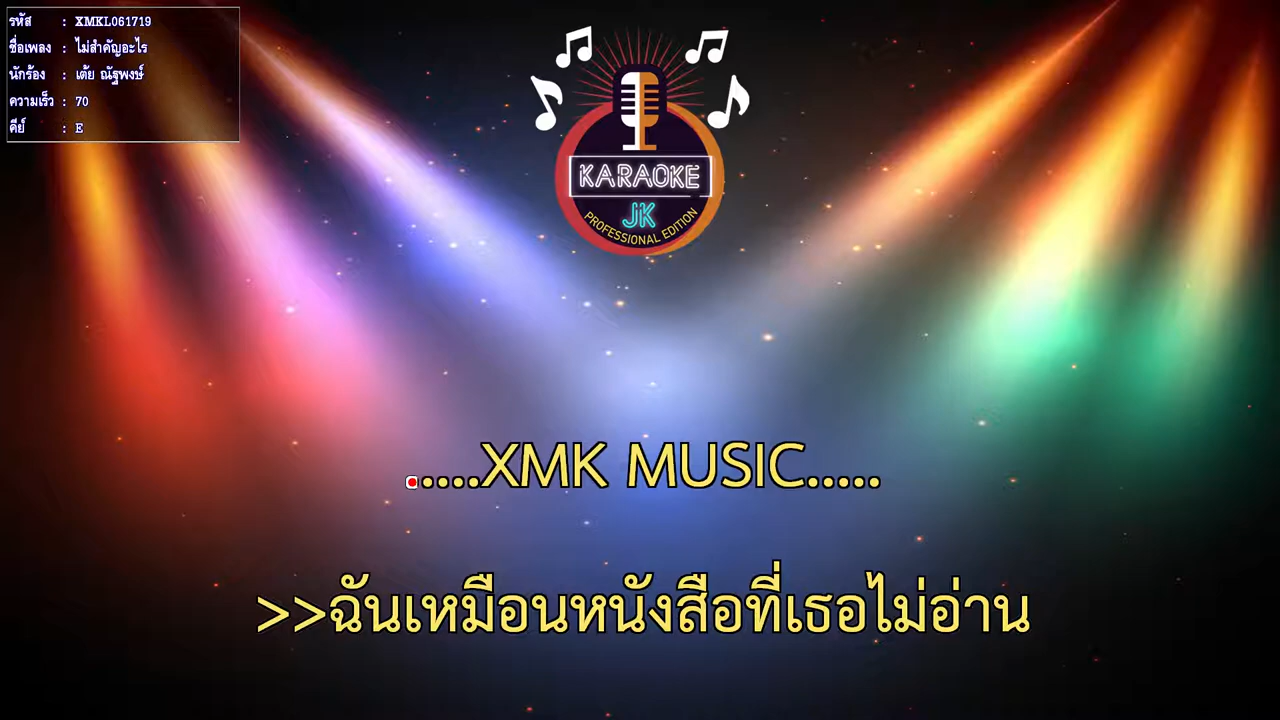 รหัส : XMKL061719
ชื่อเพลง : ไม่สำคัญอะไร
นักร้อง : เต้ย ณัฐพงษ์
ความเร็ว : 70
คีย์ : E
KARAOKE
JK
PROFESSIONAL EDITION
.....XMK MUSIC.....
>>ฉันเหมือนหนังสือที่เธอไม่อ่าน